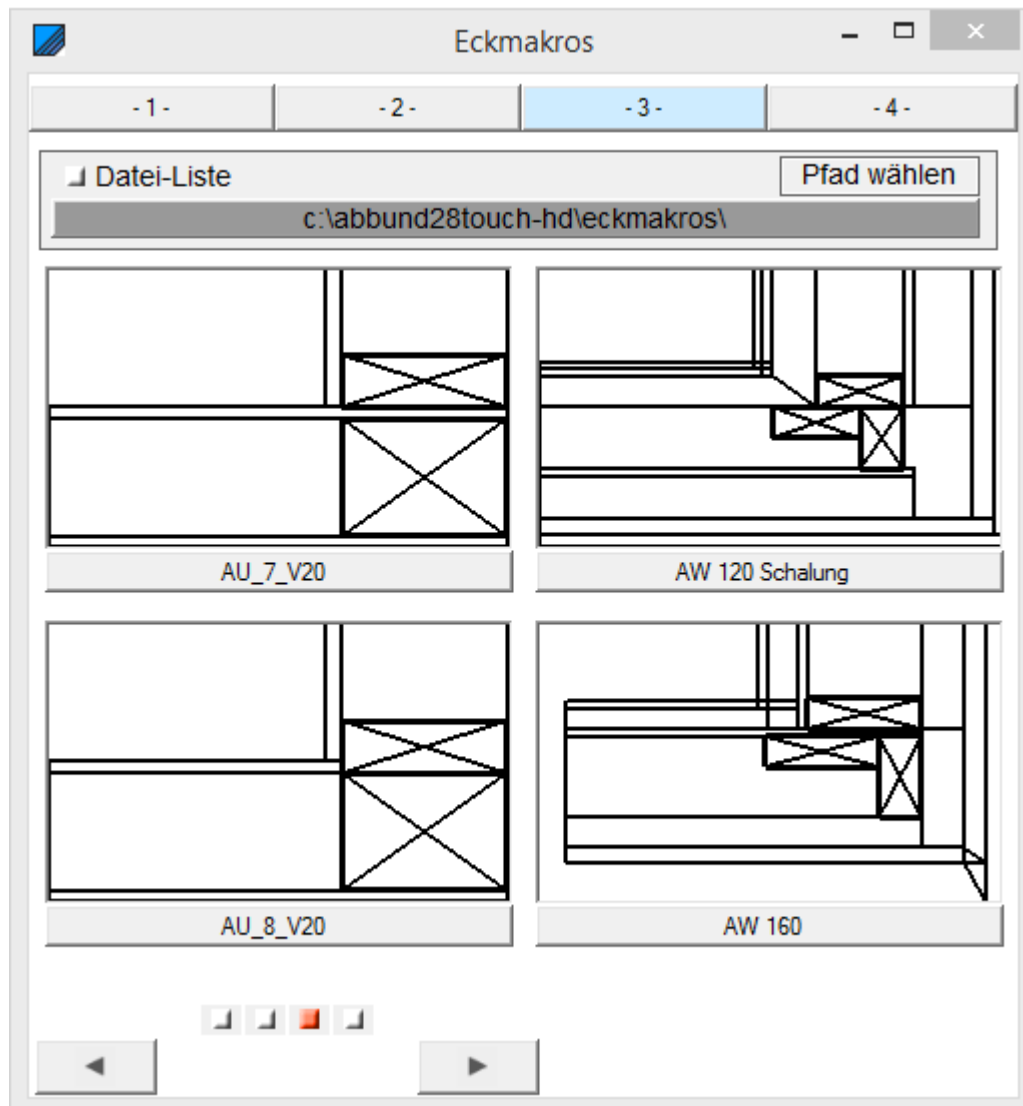 Eckmakros
- 1 - - 2 - - 3 - - 4 -
Datei-Liste Pfad wählen
c:\abbund28touch-hd\eckmakros\
AU_7_V20 AW 120 Schalung
AU_8_V20 AW 160